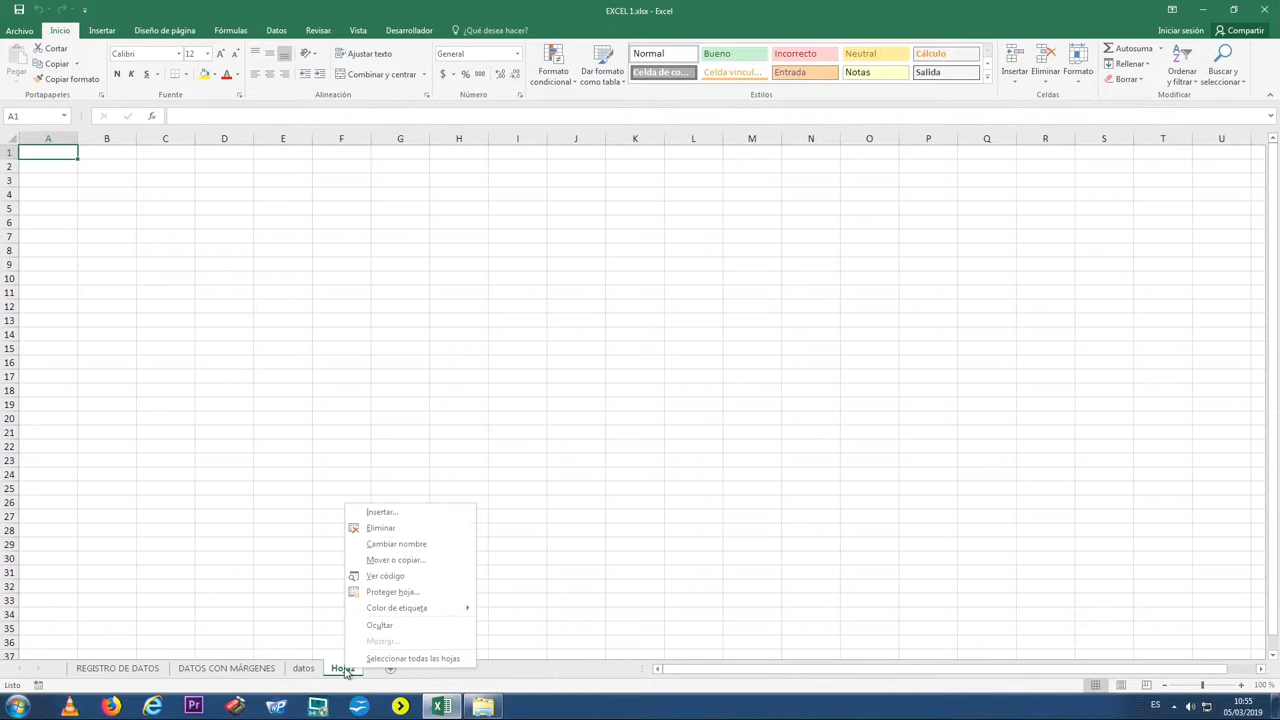 EXCEL 1.xlsx - Excel
Archivo Inicio Insertar Diseño de página Fórmulas Datos Revisar Vista Desarrollador ¿Qué desea hacer? Iniciar sesión Compartir
Pegar
Cortar
Copiar
Copiar formato
Calibri 12
N K S
Ajustar texto
Combinar y centrar
General
$ % 000
Formato condicional
Dar formato como tabla
Normal Bueno Incorrecto Neutral Cálculo
Celda de co... Celda vincul... Entrada Notas Salida
Insertar Eliminar Formato
Autosuma
Rellenar
Borrar
Ordenar y filtrar
Buscar y seleccionar
Portapapeles Fuente Alineación Número Estilos Celdas Modificar
A1 fx
A B C D E F G H I J K L M N O P Q R S T U
1
2
3
4
5
6
7
8
9
10
11
12
13
14
15
16
17
18
19
20
21
22
23
24
25
26
27
28
29
30
31
32
33
34
35
36
37
Insertar...
Eliminar
Cambiar nombre
Mover o copiar...
Ver código
Proteger hoja...
Color de etiqueta
Ocultar
Mostrar...
Seleccionar todas las hojas
REGISTRO DE DATOS DATOS CON MÁRGENES datos
Listo 100 %
Pr WP ES 10:55
05/03/2019